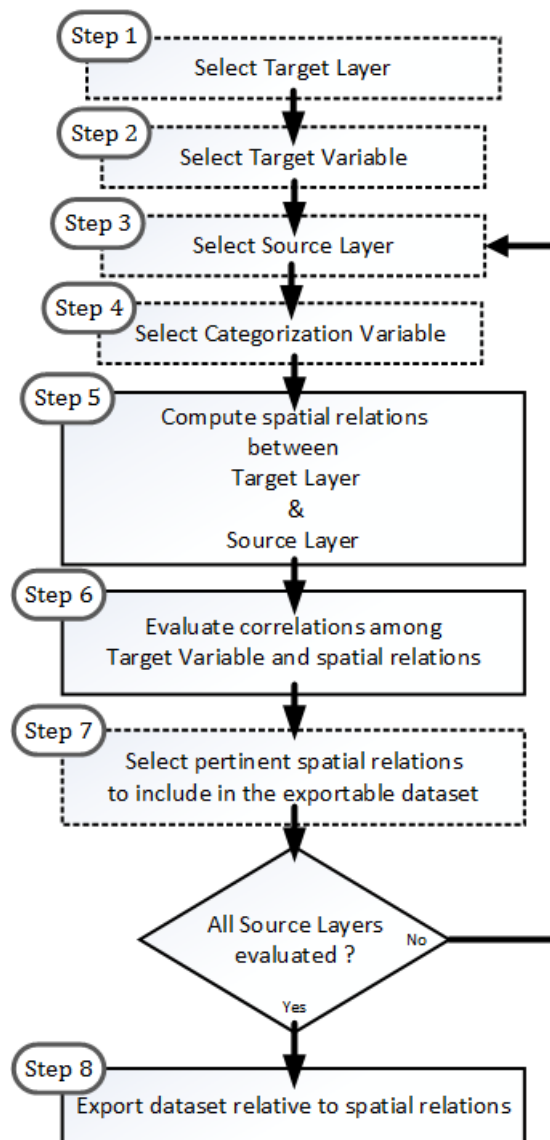 Step 1
Select Target Layer
Step 2
Select Target Variable
Step 3
Select Source Layer
Step 4
Select Categorization Variable
Step 5
Compute spatial relations
between
Target Layer
&
Source Layer
Step 6
Evaluate correlations among
Target Variable and spatial relations
Step 7
Select pertinent spatial relations
to include in the exportable dataset
All Source Layers
evaluated ?
No
Yes
Step 8
Export dataset relative to spatial relations